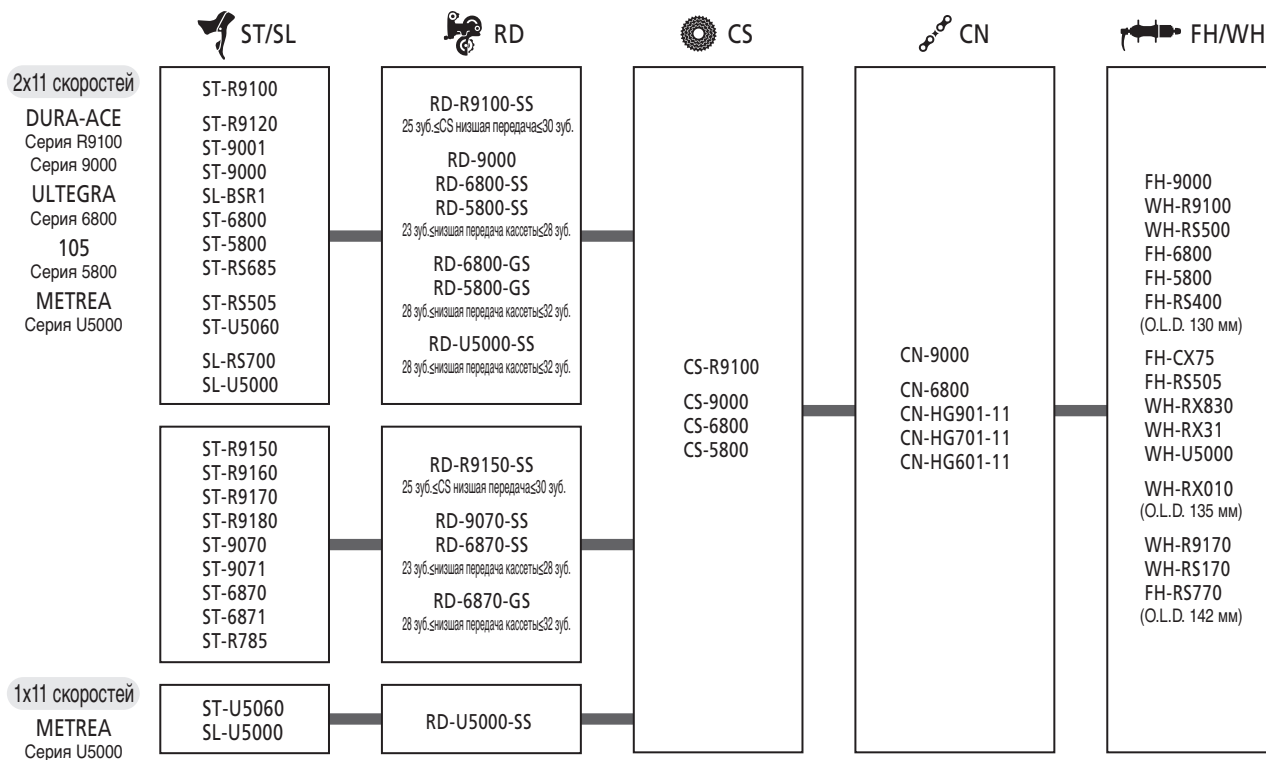 ST/SL
RD
CS
CN
FH/WH
2x11 скоростей
DURA-ACE
Серия R9100
Серия 9000
ULTEGRA
Серия 6800
105
Серия 5800
METREA
Серия U5000
ST-R9100
ST-R9120
ST-9001
ST-9000
SL-BSR1
ST-6800
ST-5800
ST-RS685
ST-RS505
ST-U5060
SL-RS700
SL-U5000
RD-R9100-SS
25 зуб.≤CS низшая передача≤30 зуб.
RD-9000
RD-6800-SS
RD-5800-SS
23 зуб.≤низшая передача кассеты≤28 зуб.
RD-6800-GS
RD-5800-GS
28 зуб.≤низшая передача кассеты≤32 зуб.
RD-U5000-SS
28 зуб.≤низшая передача кассеты≤32 зуб.
ST-R9150
ST-R9160
ST-R9170
ST-R9180
ST-9070
ST-9071
ST-6870
ST-6871
ST-R785
RD-R9150-SS
25 зуб.≤CS низшая передача≤30 зуб.
RD-9070-SS
RD-6870-SS
23 зуб.≤низшая передача кассеты≤28 зуб.
RD-6870-GS
28 зуб.≤низшая передача кассеты≤32 зуб.
1x11 скоростей
METREA
Серия U5000
ST-U5060
SL-U5000
RD-U5000-SS
CS-R9100
CS-9000
CS-6800
CS-5800
CN-9000
CN-6800
CN-HG901-11
CN-HG701-11
CN-HG601-11
FH-9000
WH-R9100
WH-RS500
FH-6800
FH-5800
FH-RS400
(O.L.D. 130 мм)
FH-CX75
FH-RS505
WH-RX830
WH-RX31
WH-U5000
WH-RX010
(O.L.D. 135 мм)
WH-R9170
WH-RS170
FH-RS770
(O.L.D. 142 мм)